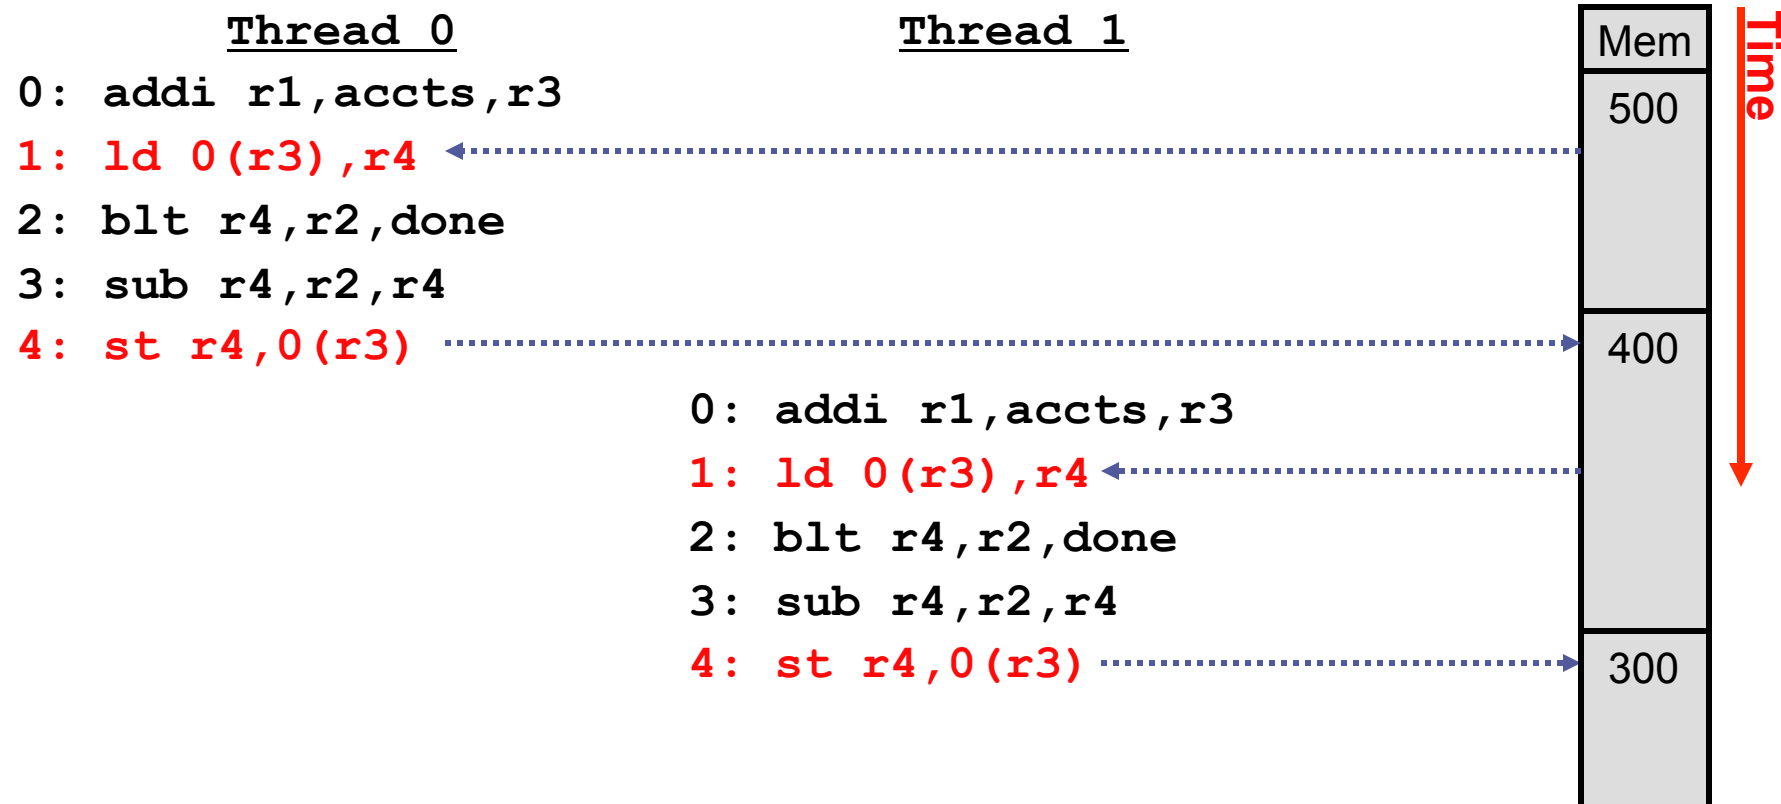 Thread 0
0: addi r1,accts,r3
1: ld 0(r3),r4
2: blt r4,r2,done
3: sub r4,r2,r4
4: st r4,0(r3)
Thread 1
0: addi r1,accts,r3
1: ld 0(r3),r4
2: blt r4,r2,done
3: sub r4,r2,r4
4: st r4,0(r3)
Mem
500
400
300
Time